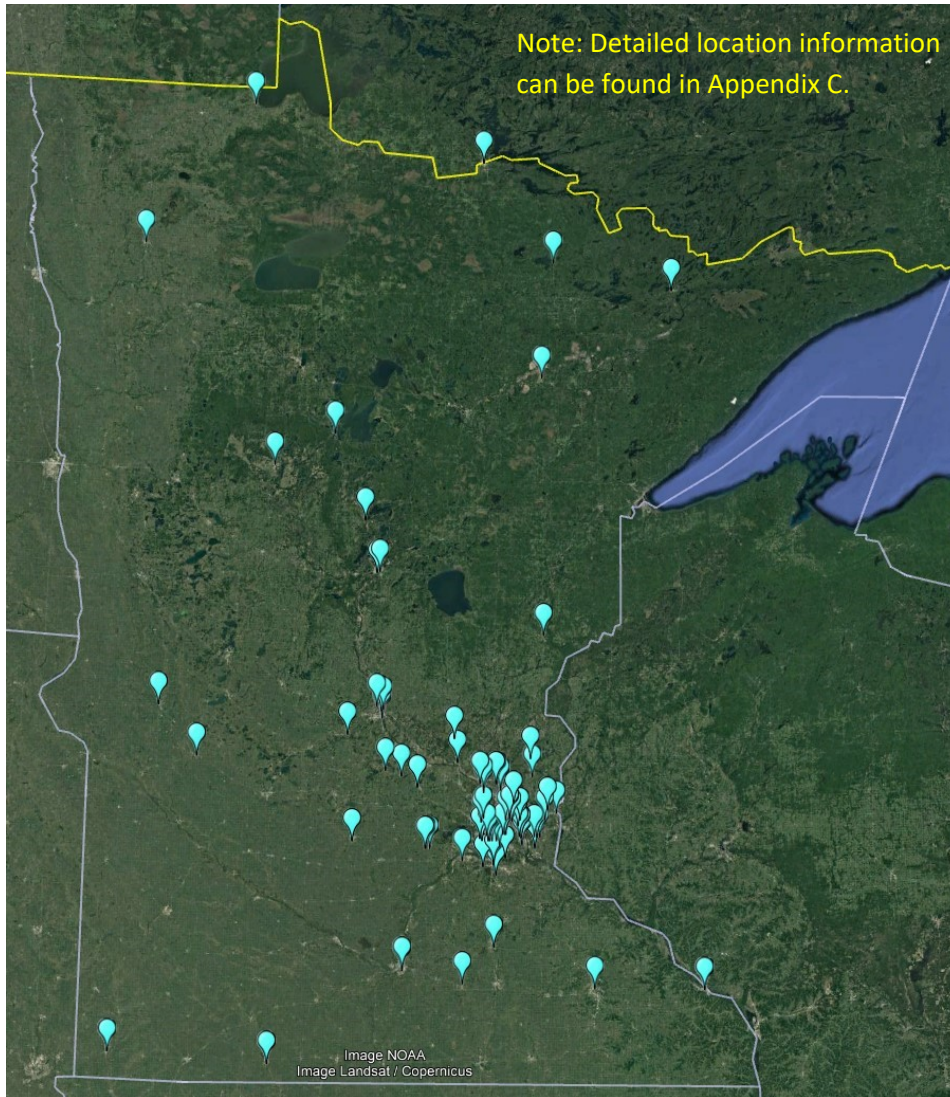 Note: Detailed location information
can be found in Appendix C.
Image NOAA
Image Landsat / Copernicus